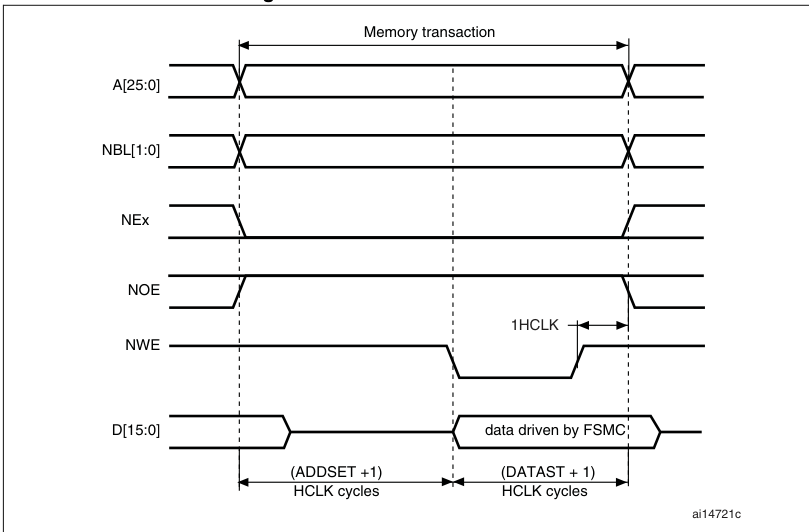 Memory transaction
A[25:0]
NBL[1:0]
NEx
NOE
1HCLK
NWE
D[15:0]
data driven by FSMC
(ADDSET +1)
HCLK cycles
(DATAST + 1)
HCLK cycles
ai14721c